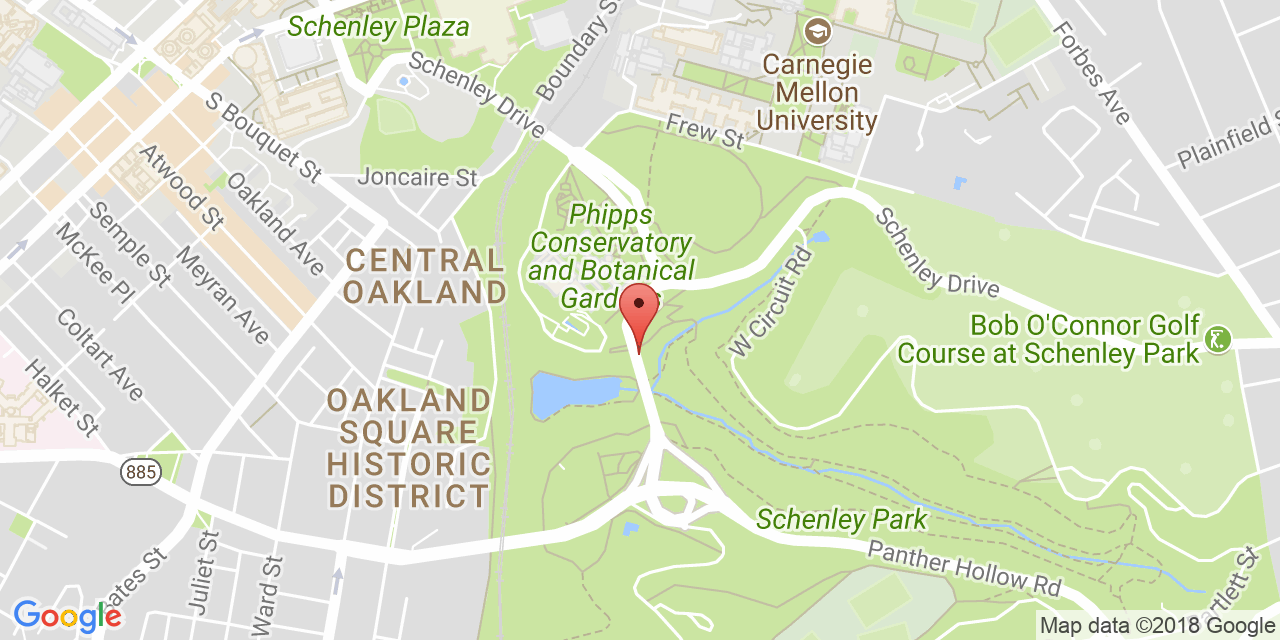 Schenley Plaza
Schenley Drive
Boundary St
Carnegie
Mellon
University
Forbes Ave
Plainfield S
S Bouquet St
Frew St
Atwood St
Joncaire St
Oakland Ave
Semple St
McKee Pl
Meyran Ave
CENTRAL
OAKLAND
Phipps
Conservatory
and Botanical
Gardens
Schenley Drive
W Circuit Rd
Bob O'Connor Golf
Course at Schenley Park
Coltart Ave
Halket St
OAKLAND
SQUARE
HISTORIC
DISTRICT
885
Schenley Park
Panther Hollow Rd
Bates St
Juliet St
Ward St
Bartlett St
Google
Map data ©2018 Google